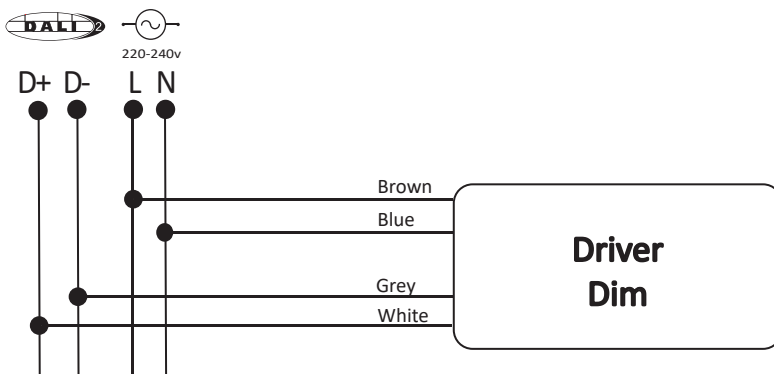 DALI 2
220-240v
D+ D- L N
Brown
Blue
Grey
White
Driver
Dim